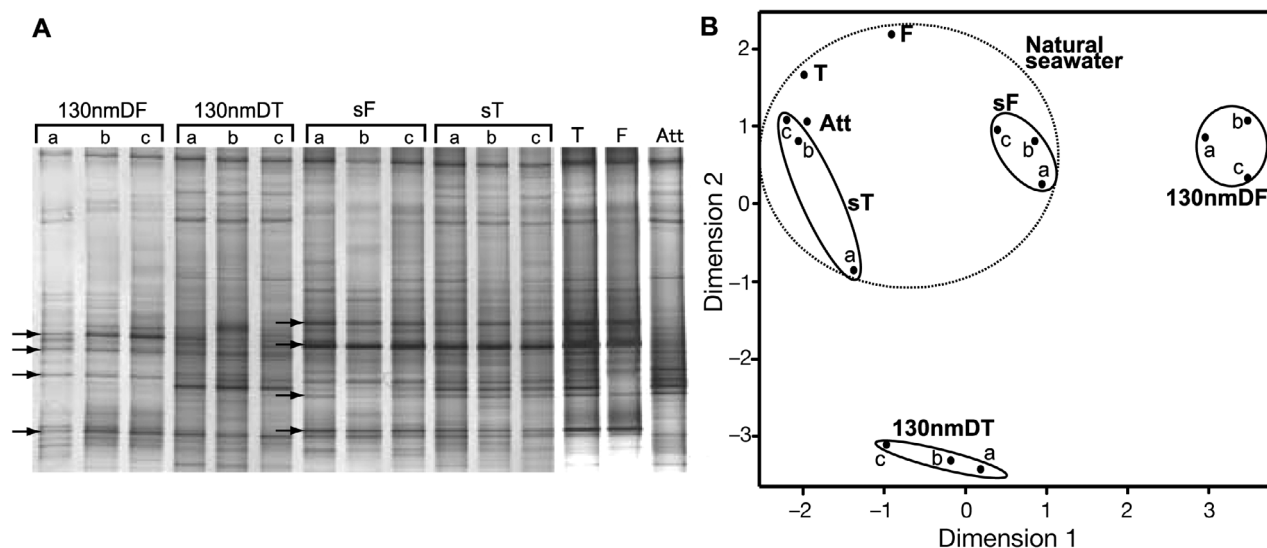 A
130nmDF 130nmDT sF sT
a b c a b c a b c a b c T F Att
B
2
1
0
−1
−2
−3
Dimension 2
F
Natural
seawater
T
sF
Att
c
b
c
b
a
sT
a
b
a
c
130nmDF
130nmDT
a
b
c
−2 −1 0 1 2 3
Dimension 1